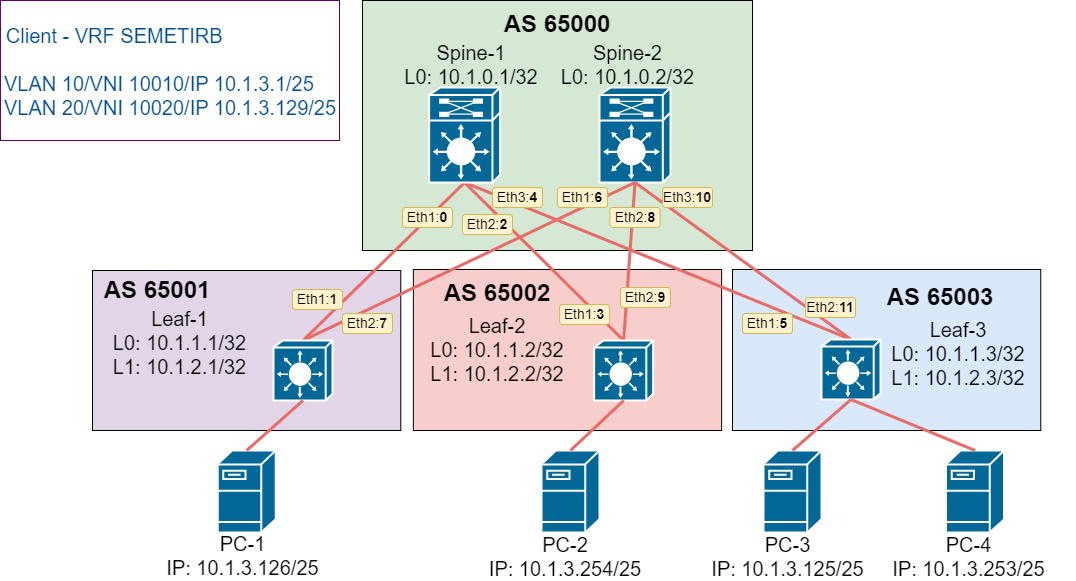 Client - VRF SEMETIRB
VLAN 10/VNI 10010/IP 10.1.3.1/25
VLAN 20/VNI 10020/IP 10.1.3.129/25
AS 65000
Spine-1
L0: 10.1.0.1/32
Spine-2
L0: 10.1.0.2/32
Eth1:0
Eth2:2
Eth3:4
Eth1:6
Eth2:8
Eth3:10
AS 65001
Leaf-1
L0: 10.1.1.1/32
L1: 10.1.2.1/32
Eth1:1
Eth2:7
AS 65002
Leaf-2
L0: 10.1.1.2/32
L1: 10.1.2.2/32
Eth1:3
Eth2:9
AS 65003
Leaf-3
L0: 10.1.1.3/32
L1: 10.1.2.3/32
Eth1:5
Eth2:11
PC-1
IP: 10.1.3.126/25
PC-2
IP: 10.1.3.254/25
PC-3
IP: 10.1.3.125/25
PC-4
IP: 10.1.3.253/25